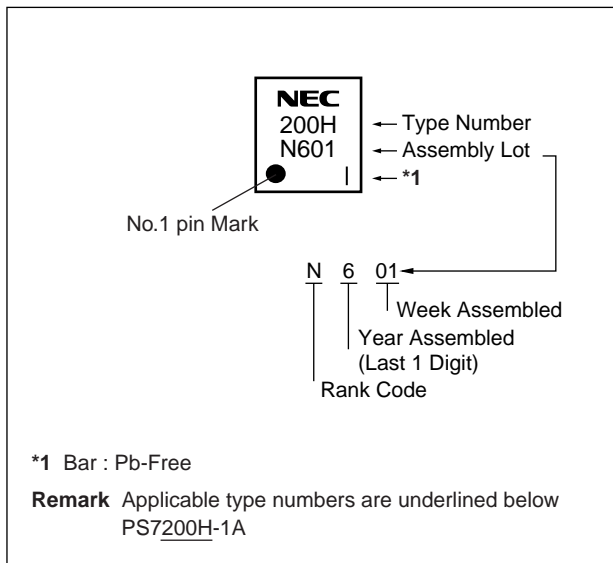 NEC
200H ← Type Number
N601 ← Assembly Lot
| ← *1
No.1 pin Mark
N 6 01
Week Assembled
Year Assembled
(Last 1 Digit)
Rank Code
*1 Bar : Pb-Free
Remark Applicable type numbers are underlined below
PS7200H-1A